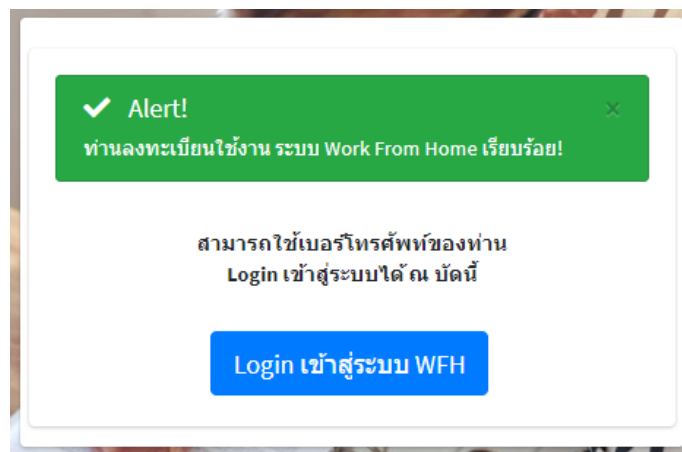 Alert!
×
ท่านลงทะเบียนใช้งาน ระบบ Work From Home เรียบร้อย!
สามารถใช้เบอร์โทรศัพท์ของท่าน
Login เข้าสู่ระบบได้ ณ บัดนี้
Login เข้าสู่ระบบ WFH